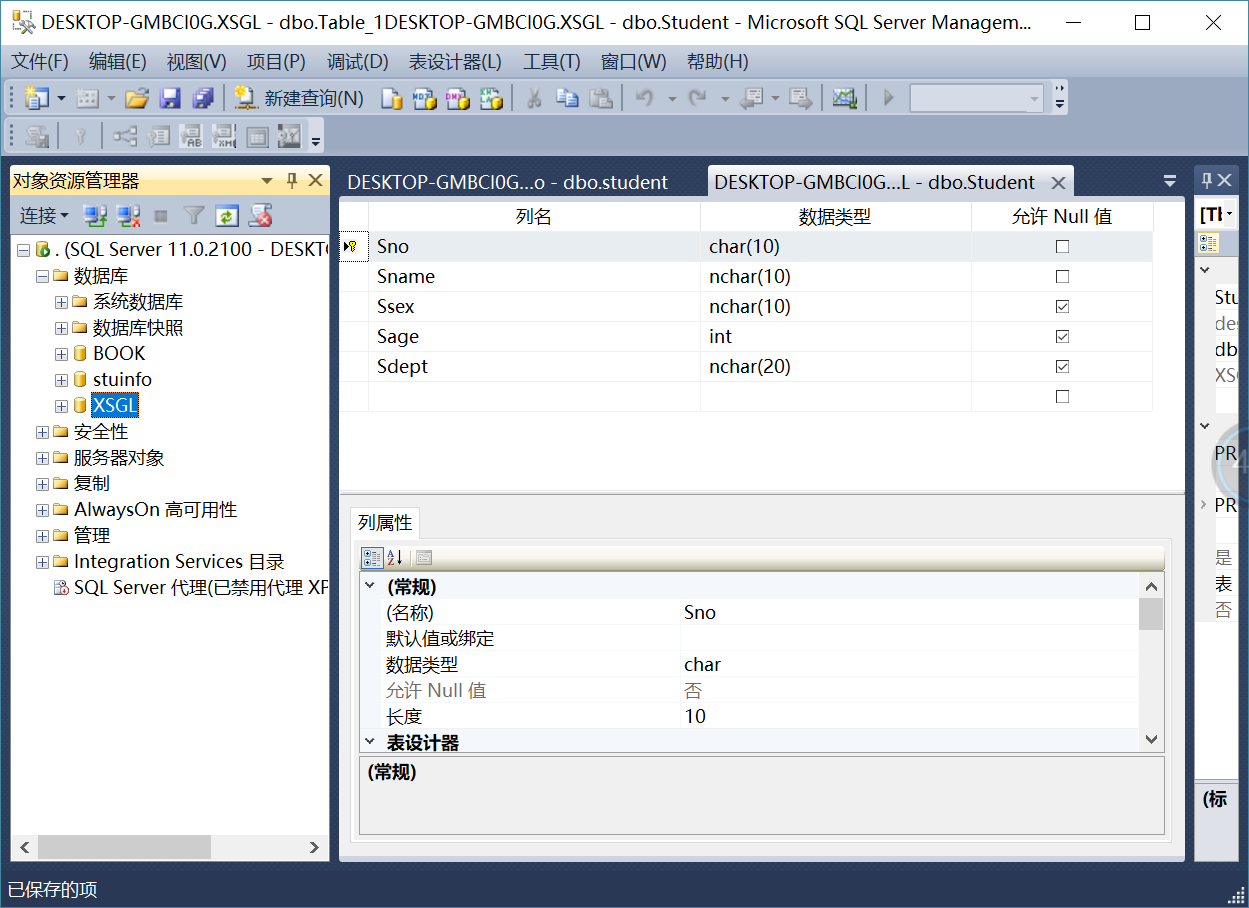 DESKTOP-GMBCI0G.XSGL - dbo.Table_1DESKTOP-GMBCI0G.XSGL - dbo.Student - Microsoft SQL Server Managem...
文件(F) 编辑(E) 视图(V) 项目(P) 调试(D) 表设计器(L) 工具(T) 窗口(W) 帮助(H)
新建查询(N)
对象资源管理器
连接
. (SQL Server 11.0.2100 - DESKT
数据库
系统数据库
数据库快照
BOOK
stuinfo
XSGL
安全性
服务器对象
复制
AlwaysOn 高可用性
管理
Integration Services 目录
SQL Server 代理(已禁用代理 XP
DESKTOP-GMBCI0G...o - dbo.student
DESKTOP-GMBCI0G...L - dbo.Student
列名 数据类型 允许 Null 值
Sno char(10)
Sname nchar(10)
Ssex nchar(10)
Sage int
Sdept nchar(20)
列属性
(常规)
(名称) Sno
默认值或绑定
数据类型 char
允许 Null 值 否
长度 10
表设计器
(常规)
Stu
des
db
XSG
PR
PR
是
表
否
(标
已保存的项